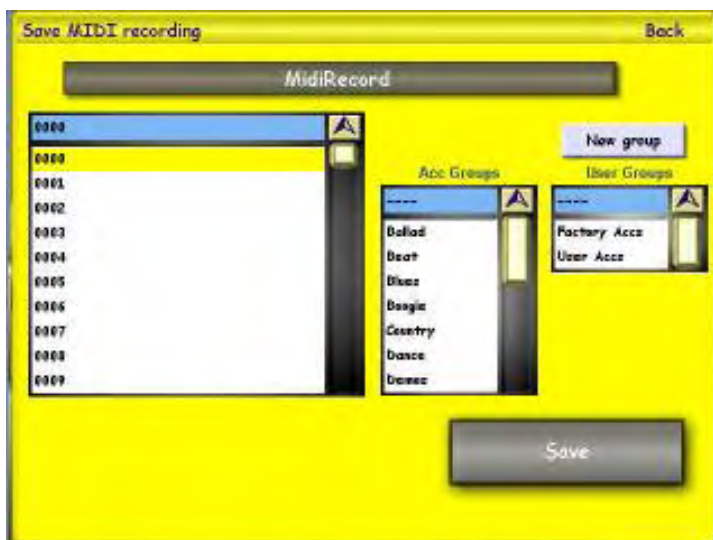 Save MIDI recording
Back
MidiRecord
0000
0000
0001
0002
0003
0004
0005
0006
0007
0008
0009
Acc Groups
----
Ballad
Beat
Blues
Boogie
Country
Dance
Demos
New group
User Groups
----
Factory Accs
User Accs
Save